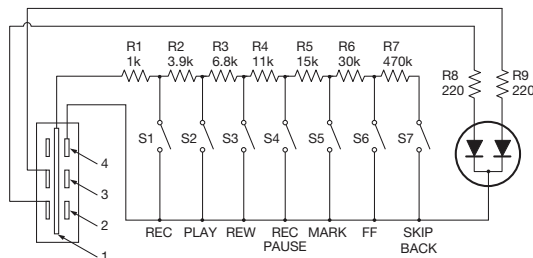 R1
1k
R2
3.9k
R3
6.8k
R4
11k
R5
15k
R6
30k
R7
470k
R8
220
R9
220
S1
S2
S3
S4
S5
S6
S7
4
3
2
1
REC
PLAY
REW
REC
PAUSE
MARK
FF
SKIP
BACK